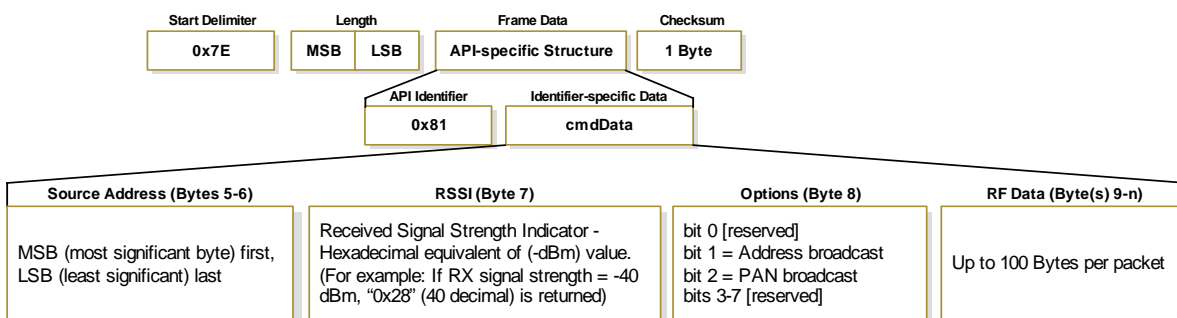 Start Delimiter Length Frame Data Checksum
0x7E MSB LSB API-specific Structure 1 Byte
API Identifier Identifier-specific Data
0x81 cmdData
Source Address (Bytes 5-6) RSSI (Byte 7) Options (Byte 8) RF Data (Byte(s) 9-n)
MSB (most significant byte) first,
LSB (least significant) last
Received Signal Strength Indicator -
Hexadecimal equivalent of (-dBm) value.
(For example: If RX signal strength = -40
dBm, “0x28” (40 decimal) is returned)
bit 0 [reserved]
bit 1 = Address broadcast
bit 2 = PAN broadcast
bits 3-7 [reserved]
Up to 100 Bytes per packet